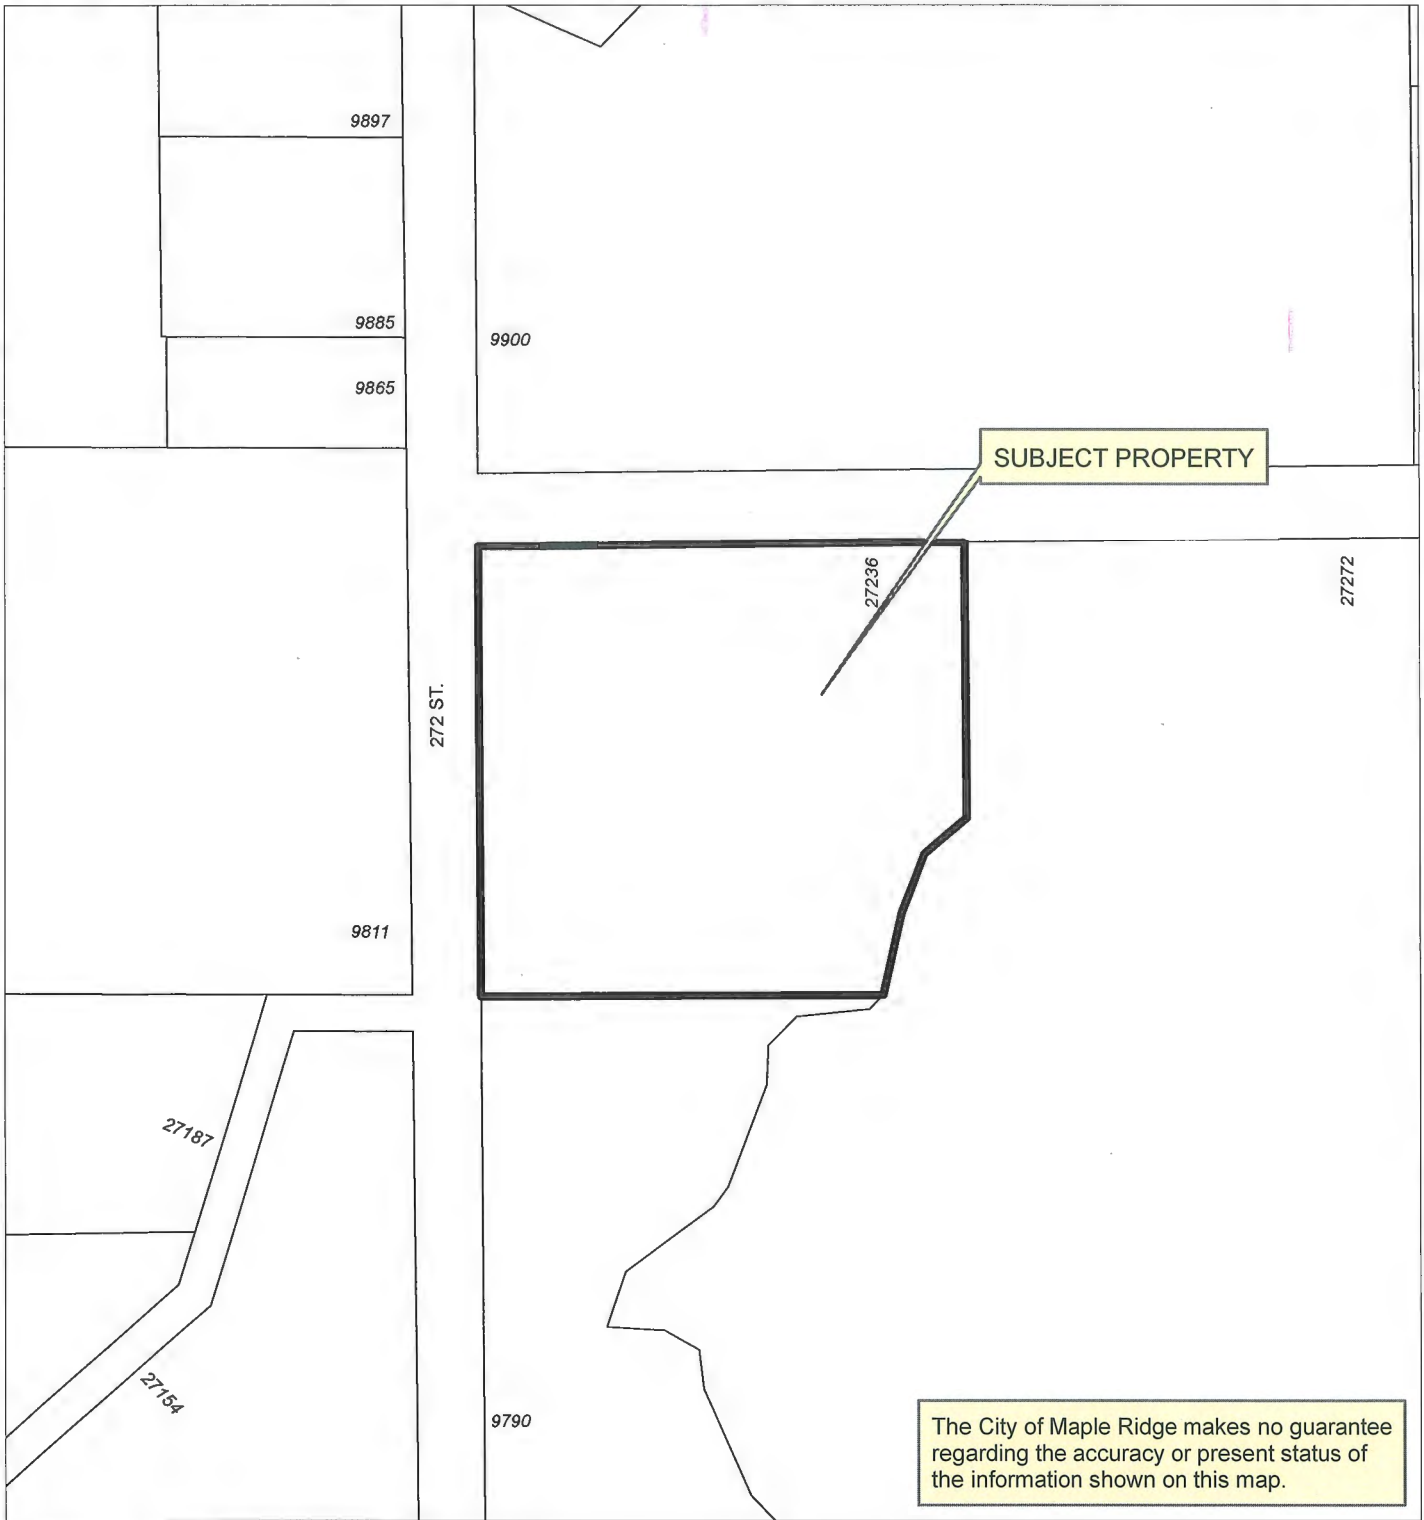 9897
9885
9900
9865
SUBJECT PROPERTY
27236
27272
272 ST.
9811
27187
27154
9790
The City of Maple Ridge makes no guarantee
regarding the accuracy or present status of
the information shown on this map.